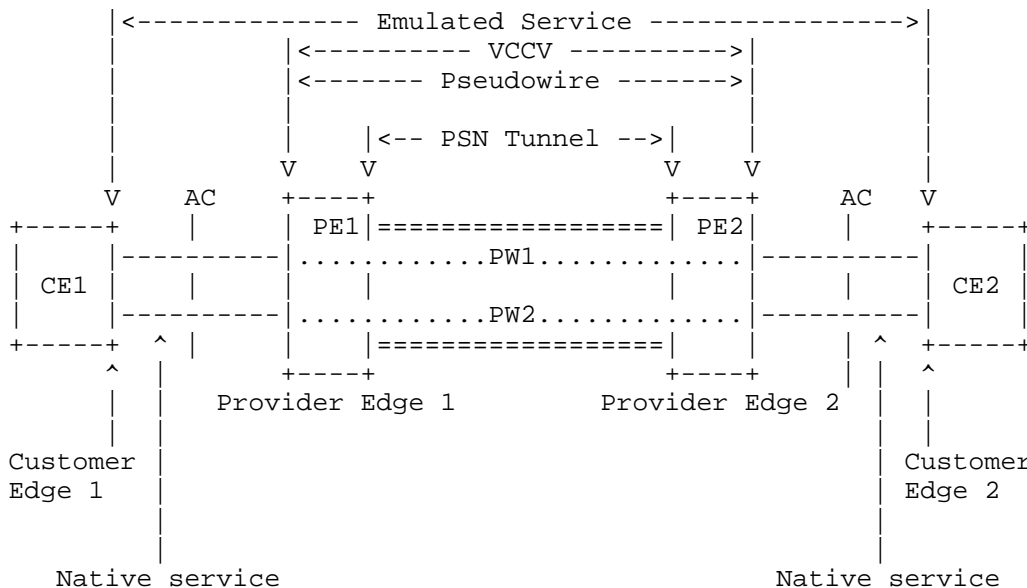 |<-------------- Emulated Service ---------------->|
|<---------- VCCV ---------->|
|<------- Pseudowire ------->|
|<-- PSN Tunnel -->|
V V V V
V AC +----+ +----+ AC V
+-----+ | | PE1|==================| PE2| | +-----+
| |----------|............PW1.............|----------| |
| CE1 | | | | | | | | CE2 |
| |----------|............PW2.............|----------| |
+-----+ ^ | | |==================| | | ^ +-----+
^ | +----+ +----+ | | ^
| | Provider Edge 1 Provider Edge 2 | |
| | | |
Customer | | Customer
Edge 1 | | Edge 2
| |
| |
Native service Native service